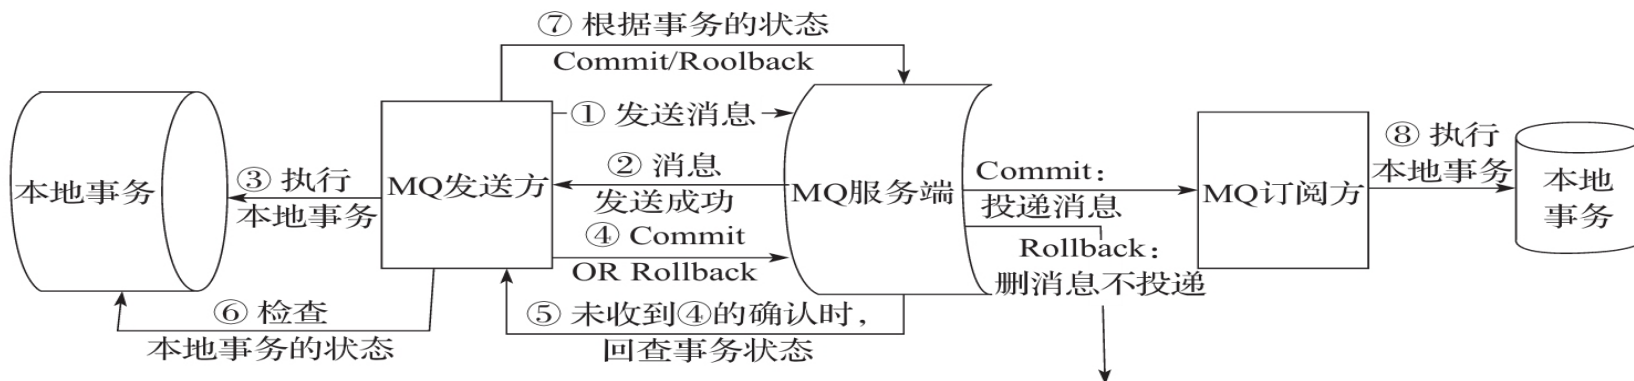 ⑦ 根据事务的状态
Commit/Roolback
① 发送消息
⑧ 执行
本地事务
③ 执行
本地事务
本地事务
MQ发送方
② 消息
发送成功
MQ服务端
Commit：
投递消息
MQ订阅方
本地
事务
④ Commit
OR Rollback
Rollback：
删消息不投递
⑥ 检查
本地事务的状态
⑤ 未收到④的确认时，
回查事务状态